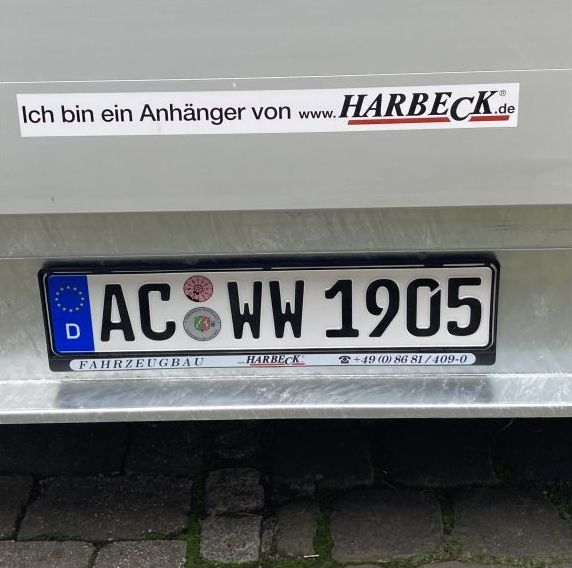 Ich bin ein Anhänger von www.HARBECK®.de
D AC WW 1905
FAHRZEUGBAU HARBECK ☎ +49 (0) 86 81 / 409-0